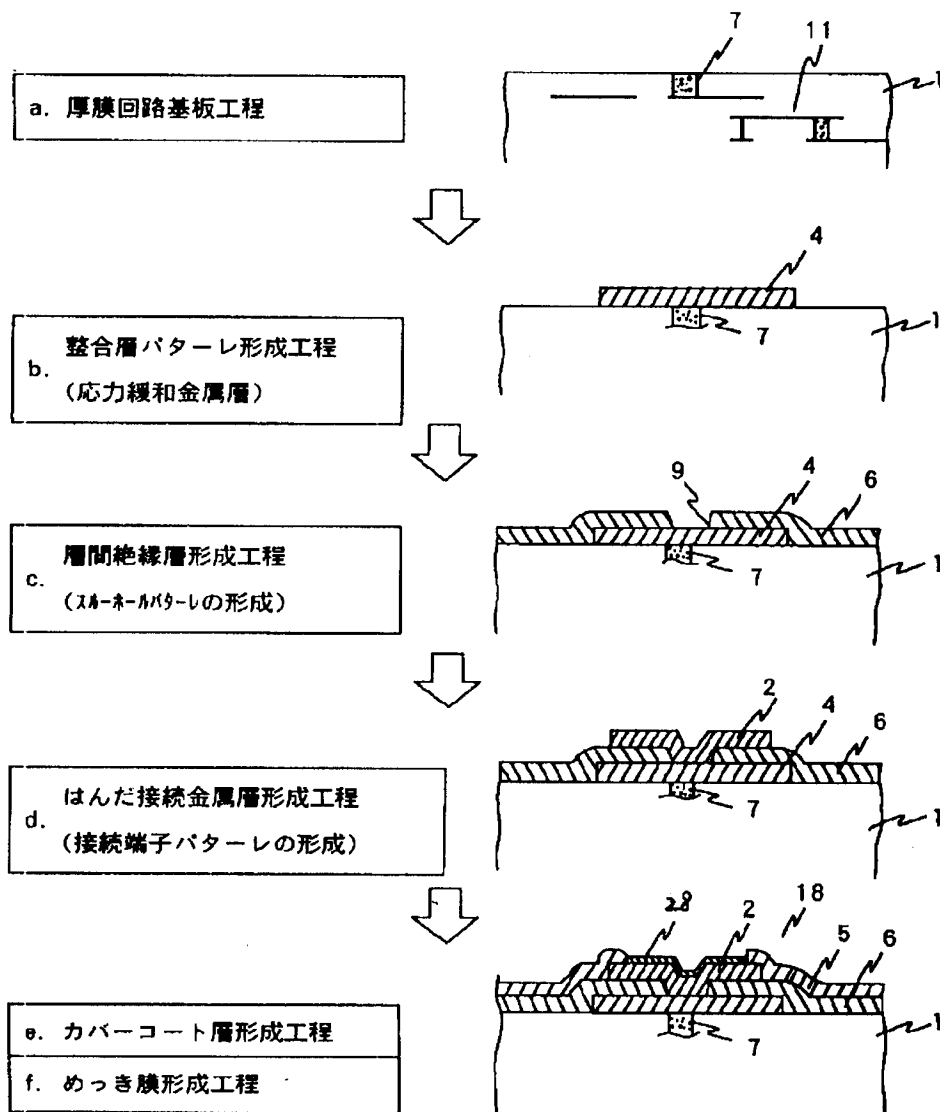 7
11
1
a. 厚膜回路基板工程
4
7
1
b. 整合層パターレ形成工程
(応力緩和金属層)
9
4
6
7
1
c. 層間絶縁層形成工程
(スルーホールパターレの形成)
2
4
6
7
1
d. はんだ接続金属層形成工程
(接続端子パターレの形成)
28
2
18
5
6
7
1
e. カバーコート層形成工程
f. めっき膜形成工程